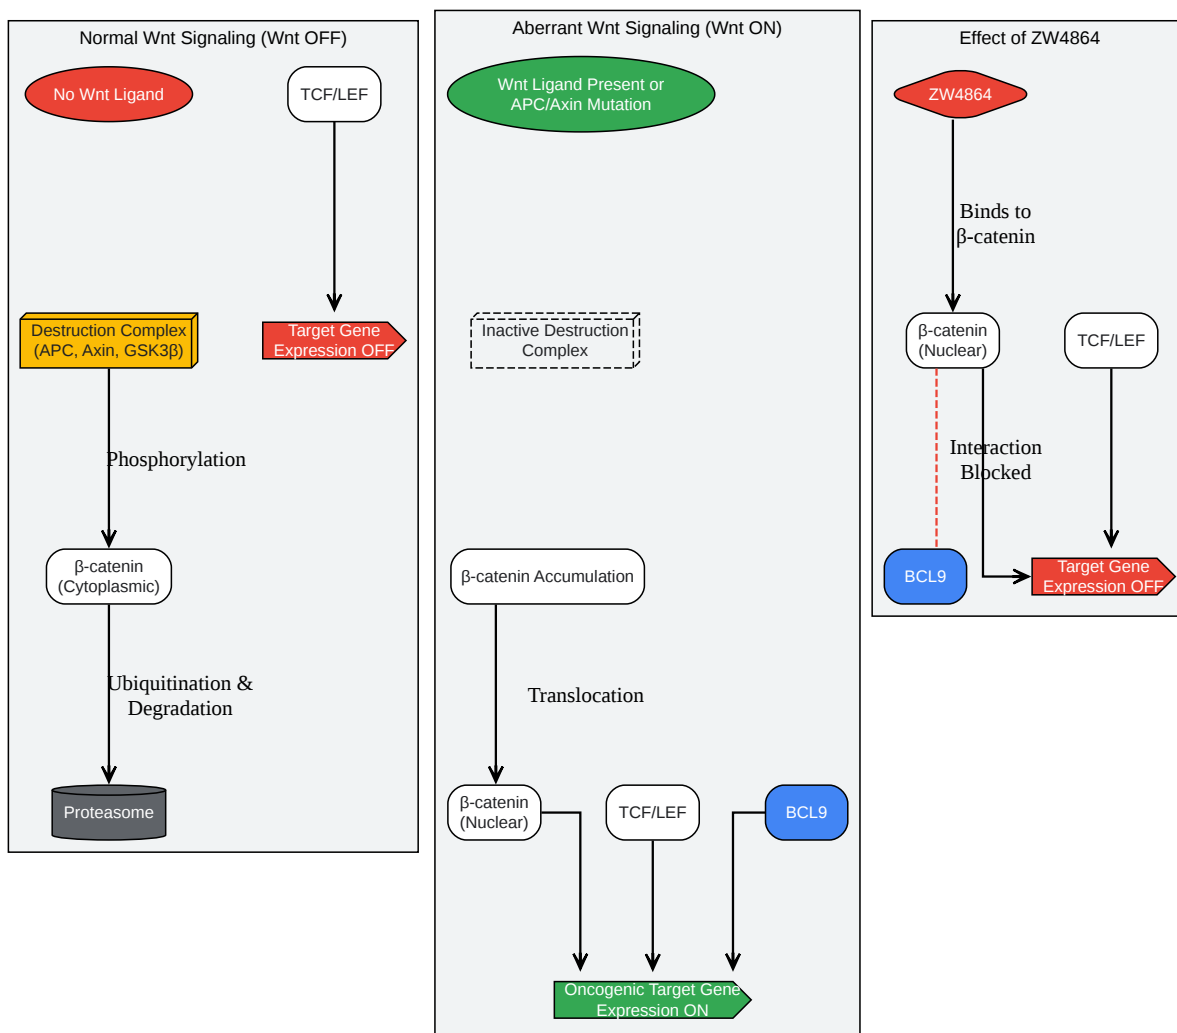 Normal Wnt Signaling (Wnt OFF)
No Wnt Ligand
TCF/LEF
Destruction Complex
(APC, Axin, GSK3β)
Target Gene
Expression OFF
Phosphorylation
β-catenin
(Cytoplasmic)
Ubiquitination &
Degradation
Proteasome
Aberrant Wnt Signaling (Wnt ON)
Wnt Ligand Present or
APC/Axin Mutation
Inactive Destruction
Complex
β-catenin Accumulation
Translocation
β-catenin
(Nuclear)
TCF/LEF
BCL9
Oncogenic Target Gene
Expression ON
Effect of ZW4864
ZW4864
Binds to
β-catenin
β-catenin
(Nuclear)
TCF/LEF
Interaction
Blocked
BCL9
Target Gene
Expression OFF